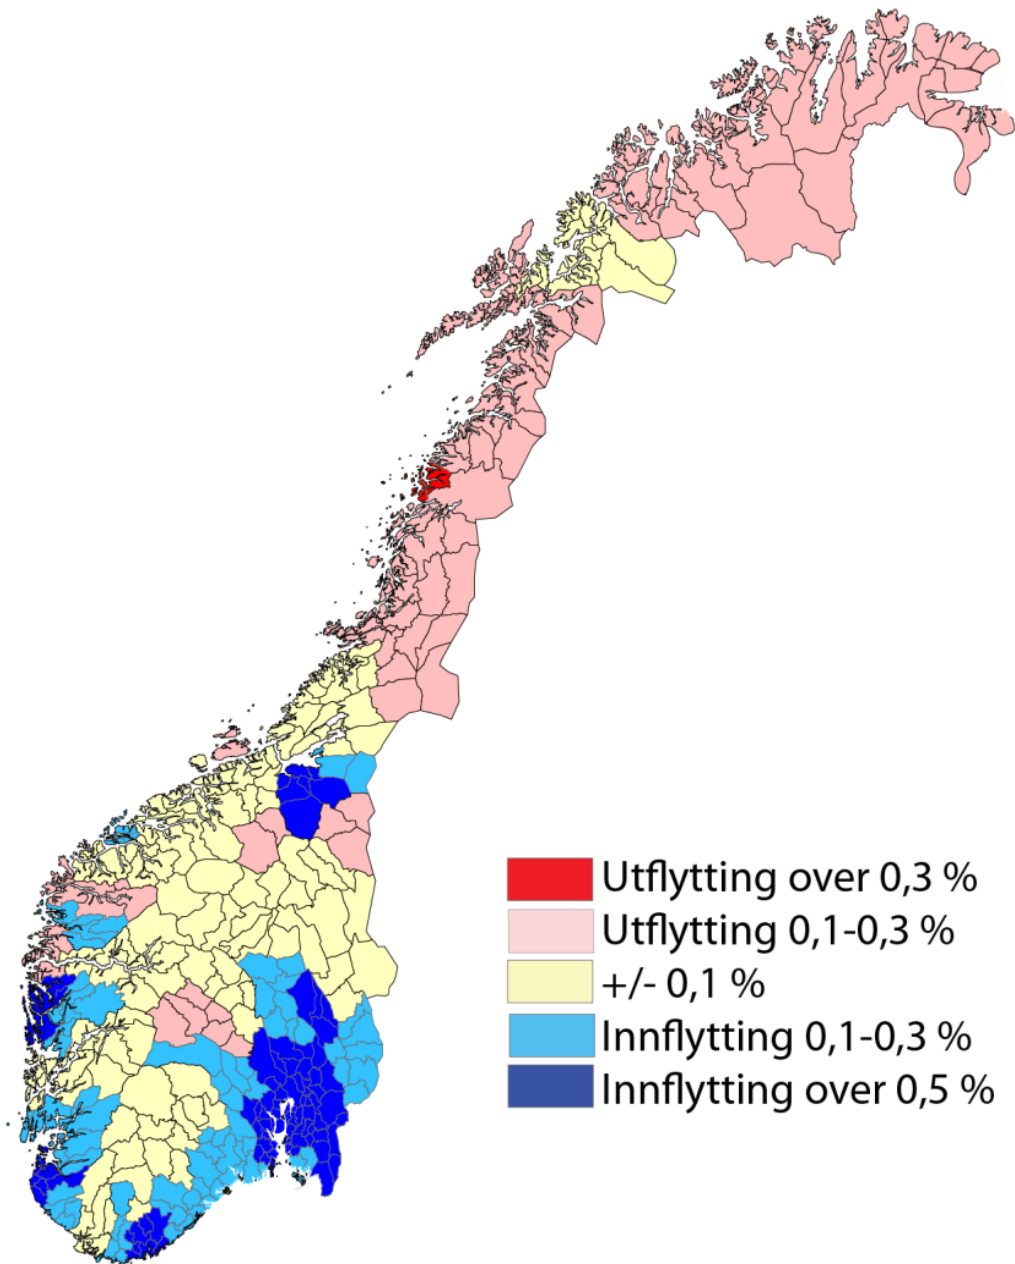 Utflytting over 0,3 %
Utflytting 0,1-0,3 %
+/- 0,1 %
Innflytting 0,1-0,3 %
Innflytting over 0,5 %